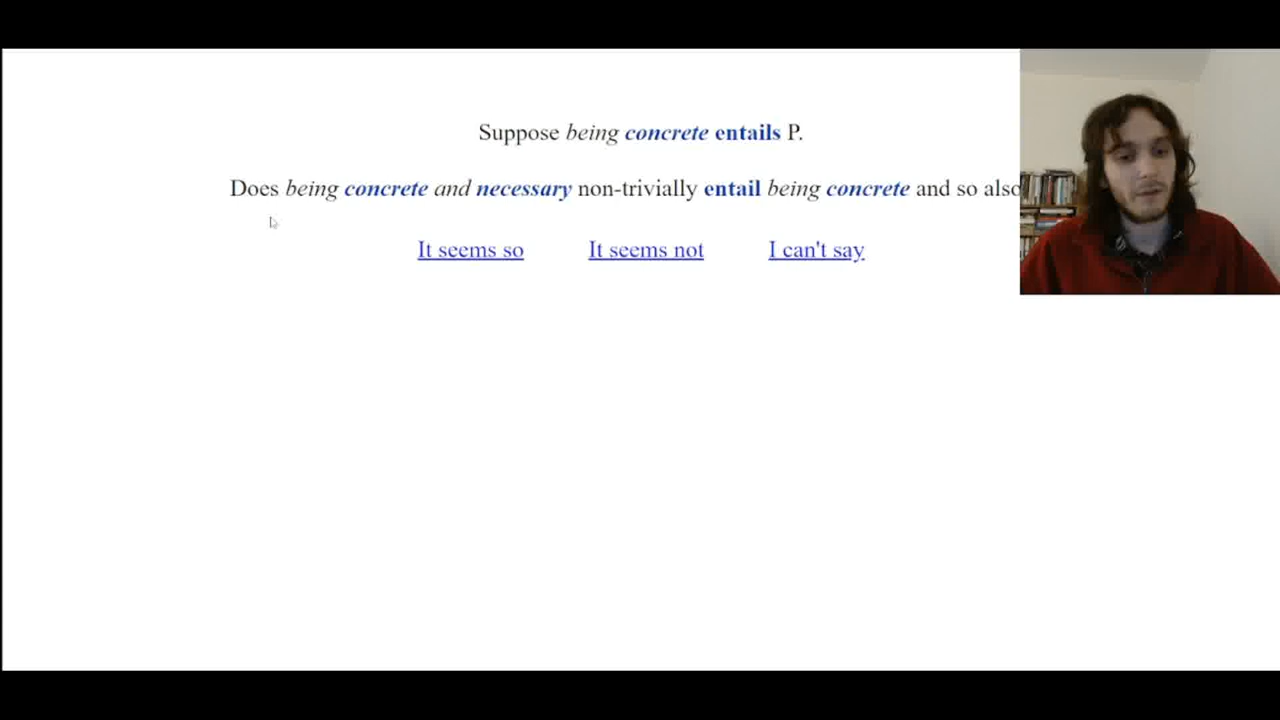 Suppose being concrete entails P.
Does being concrete and necessary non-trivially entail being concrete and so also
It seems so It seems not I can't say